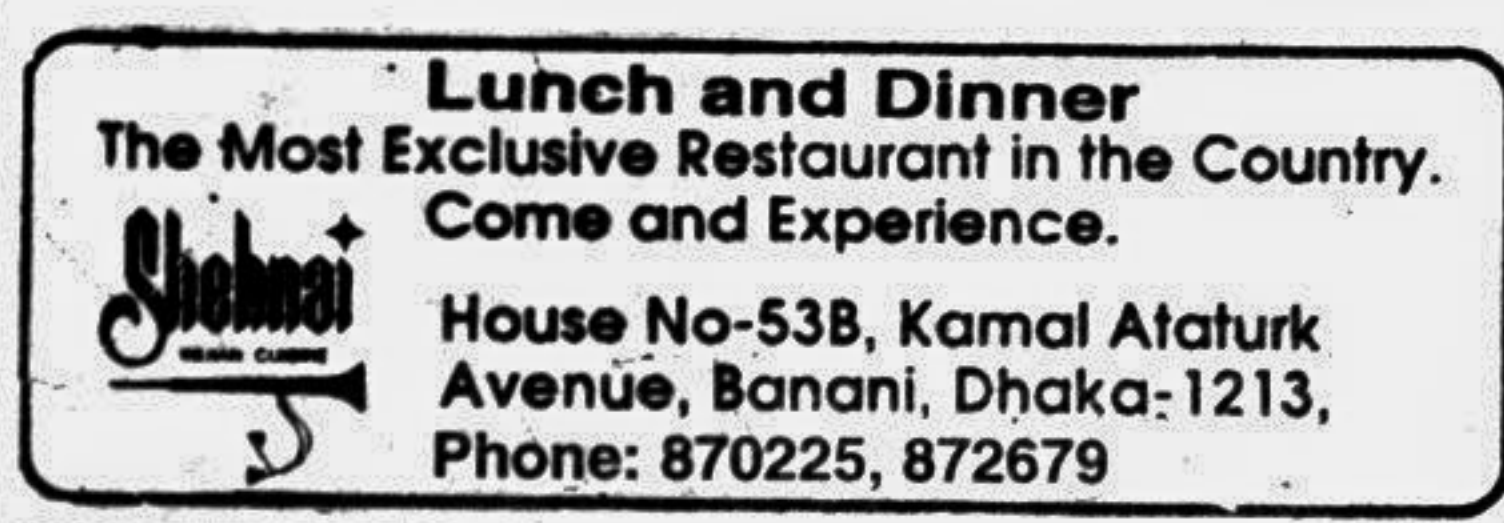 Lunch and Dinner
The Most Exclusive Restaurant in the Country.
Come and Experience.
Shehnai
CUISINE
House No-53B, Kamal Ataturk
Avenue, Banani, Dhaka-1213,
Phone: 870225, 872679